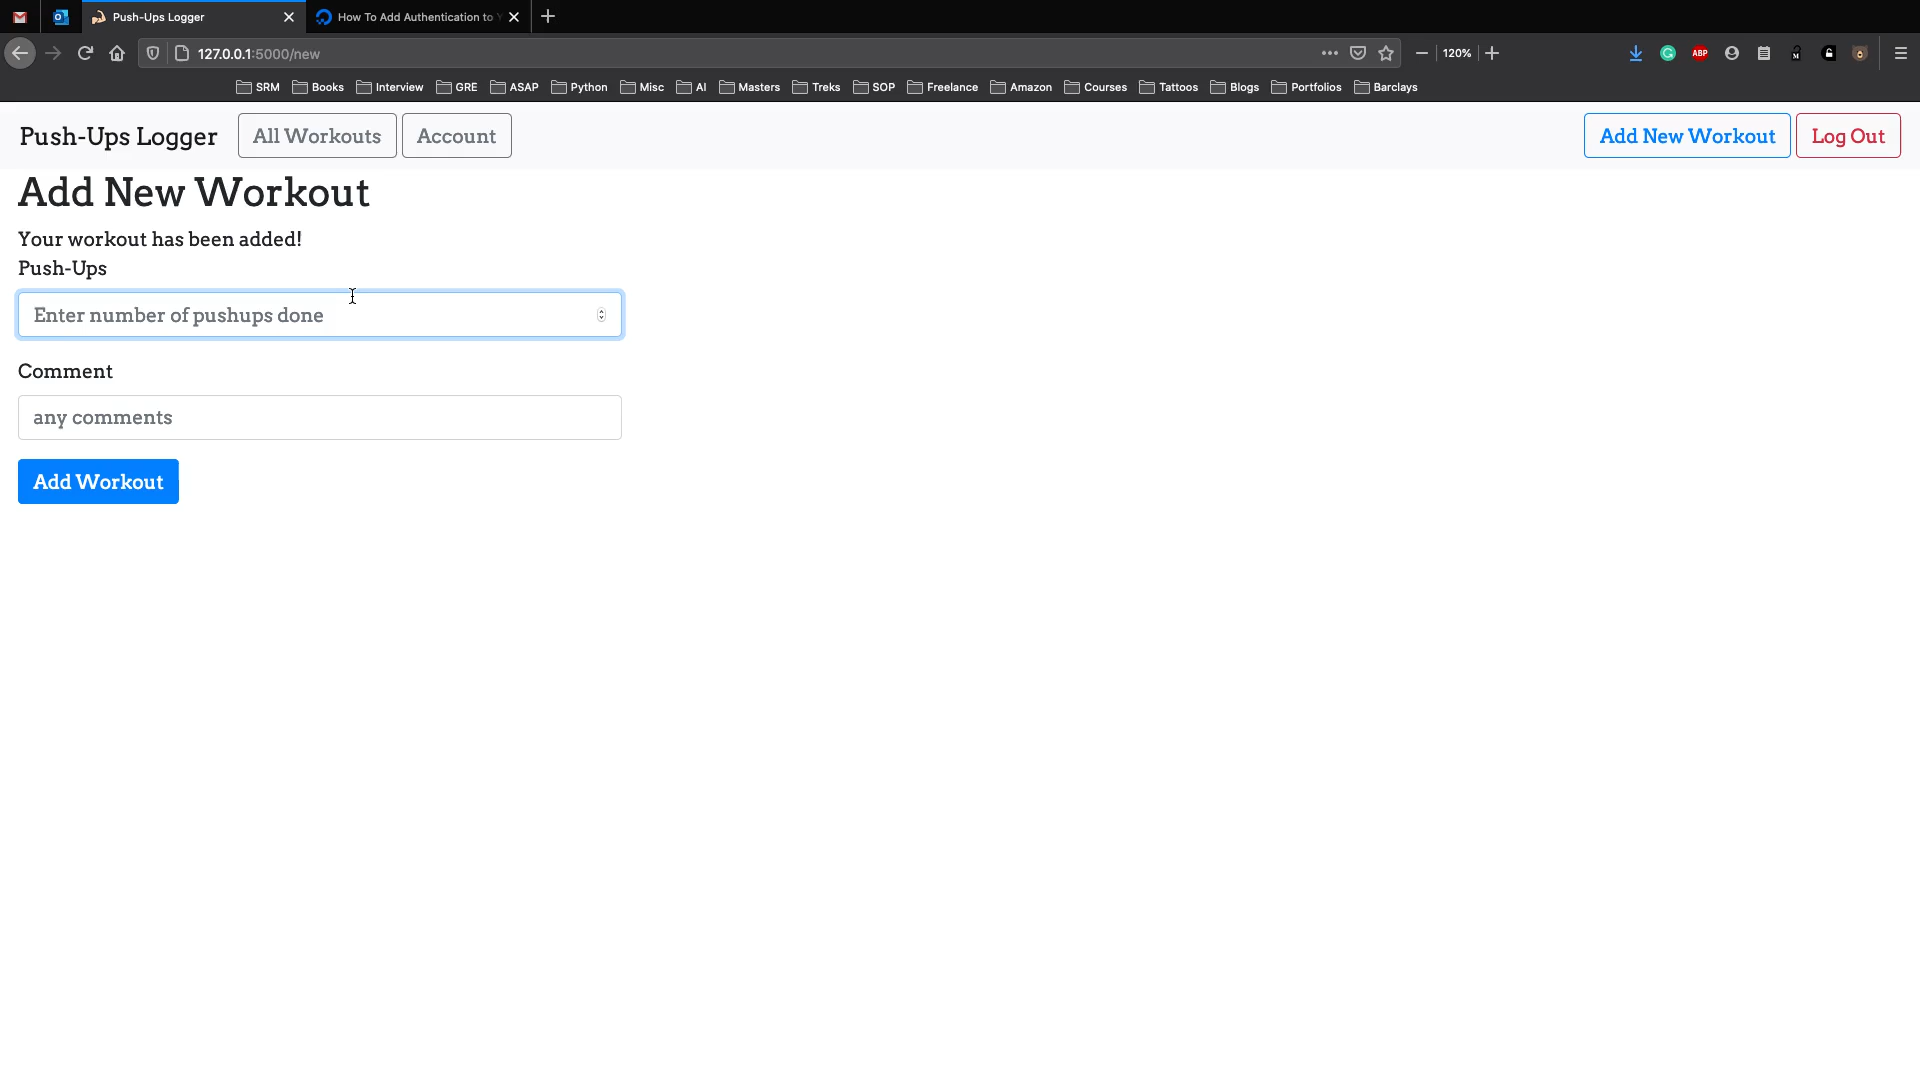 Push-Ups Logger
How To Add Authentication to Y
127.0.0.1:5000/new
120%
ABP
SRM Books Interview GRE ASAP Python Misc AI Masters Treks SOP Freelance Amazon Courses Tattoos Blogs Portfolios Barclays
Push-Ups Logger All Workouts Account Add New Workout Log Out
Add New Workout
Your workout has been added!
Push-Ups
Enter number of pushups done
Comment
any comments
Add Workout